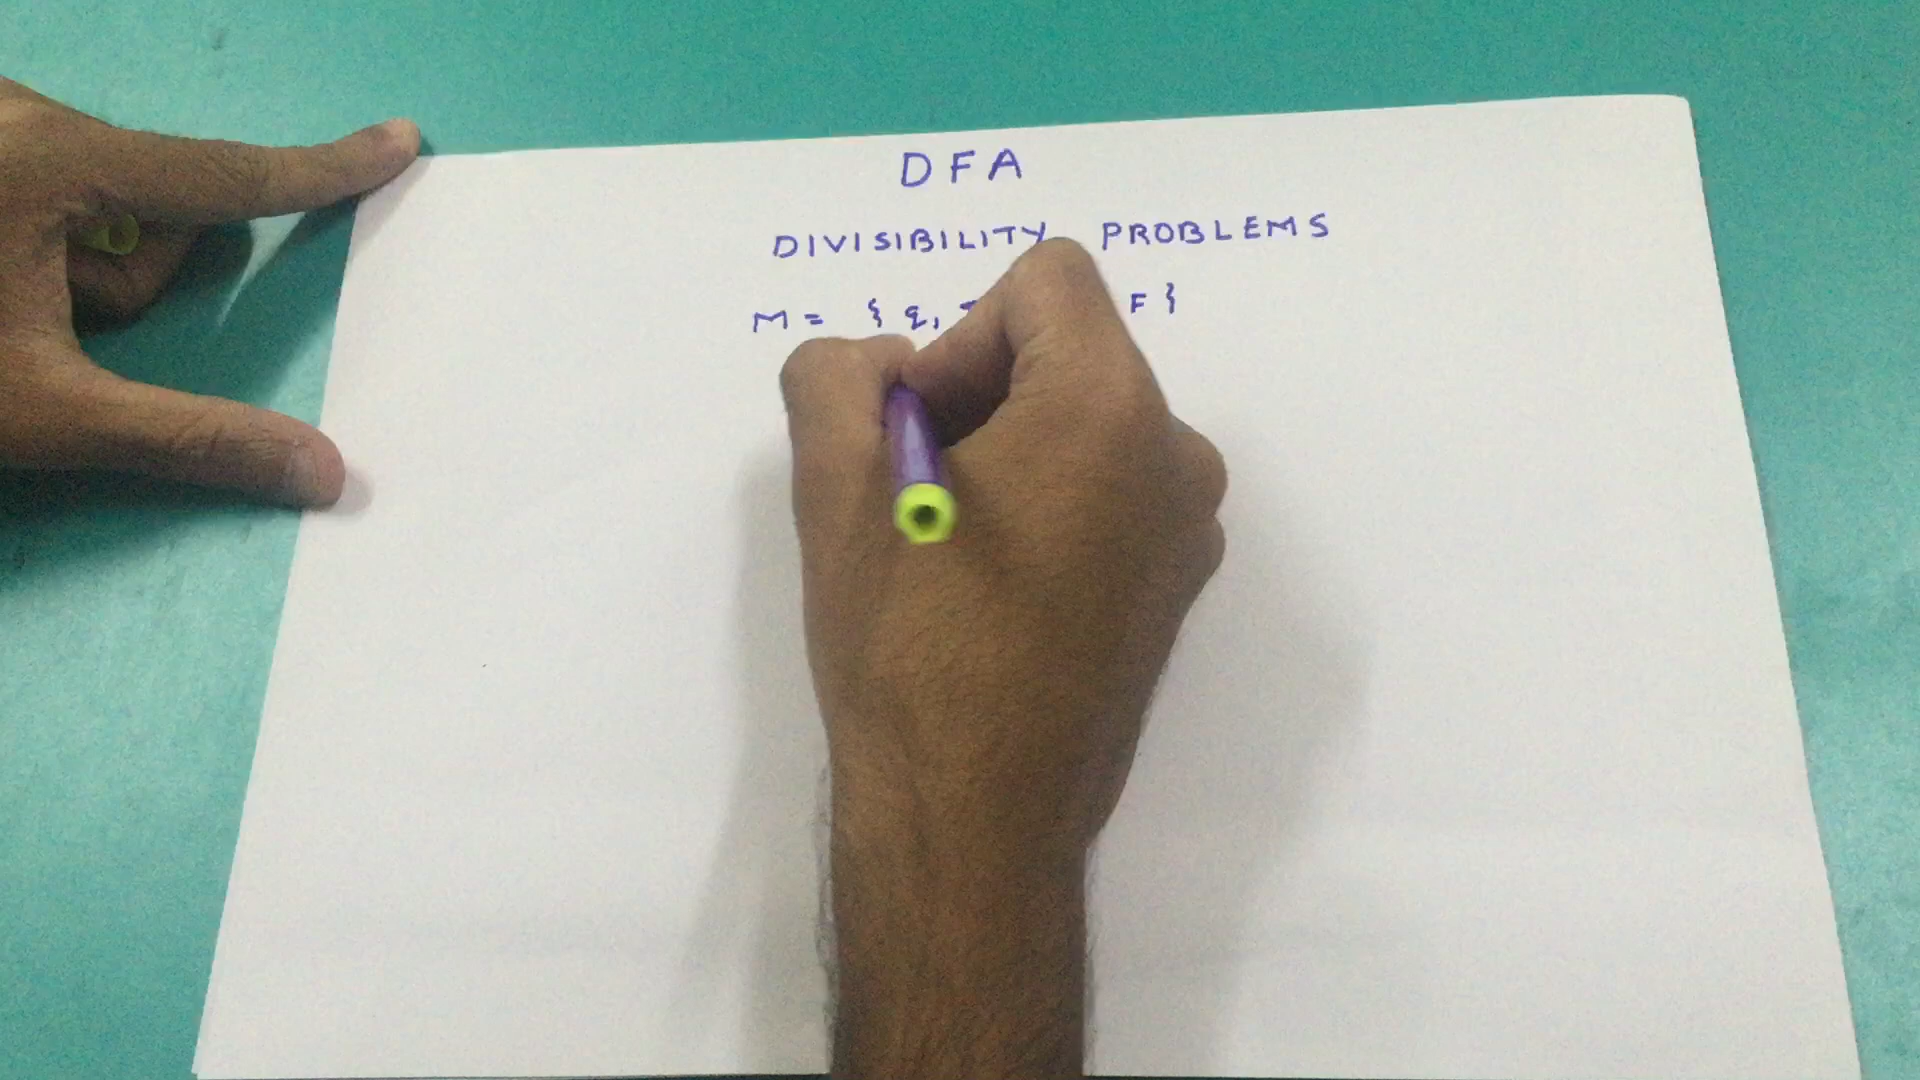 DFA
DIVISIBILITY PROBLEMS
M = { q, F }